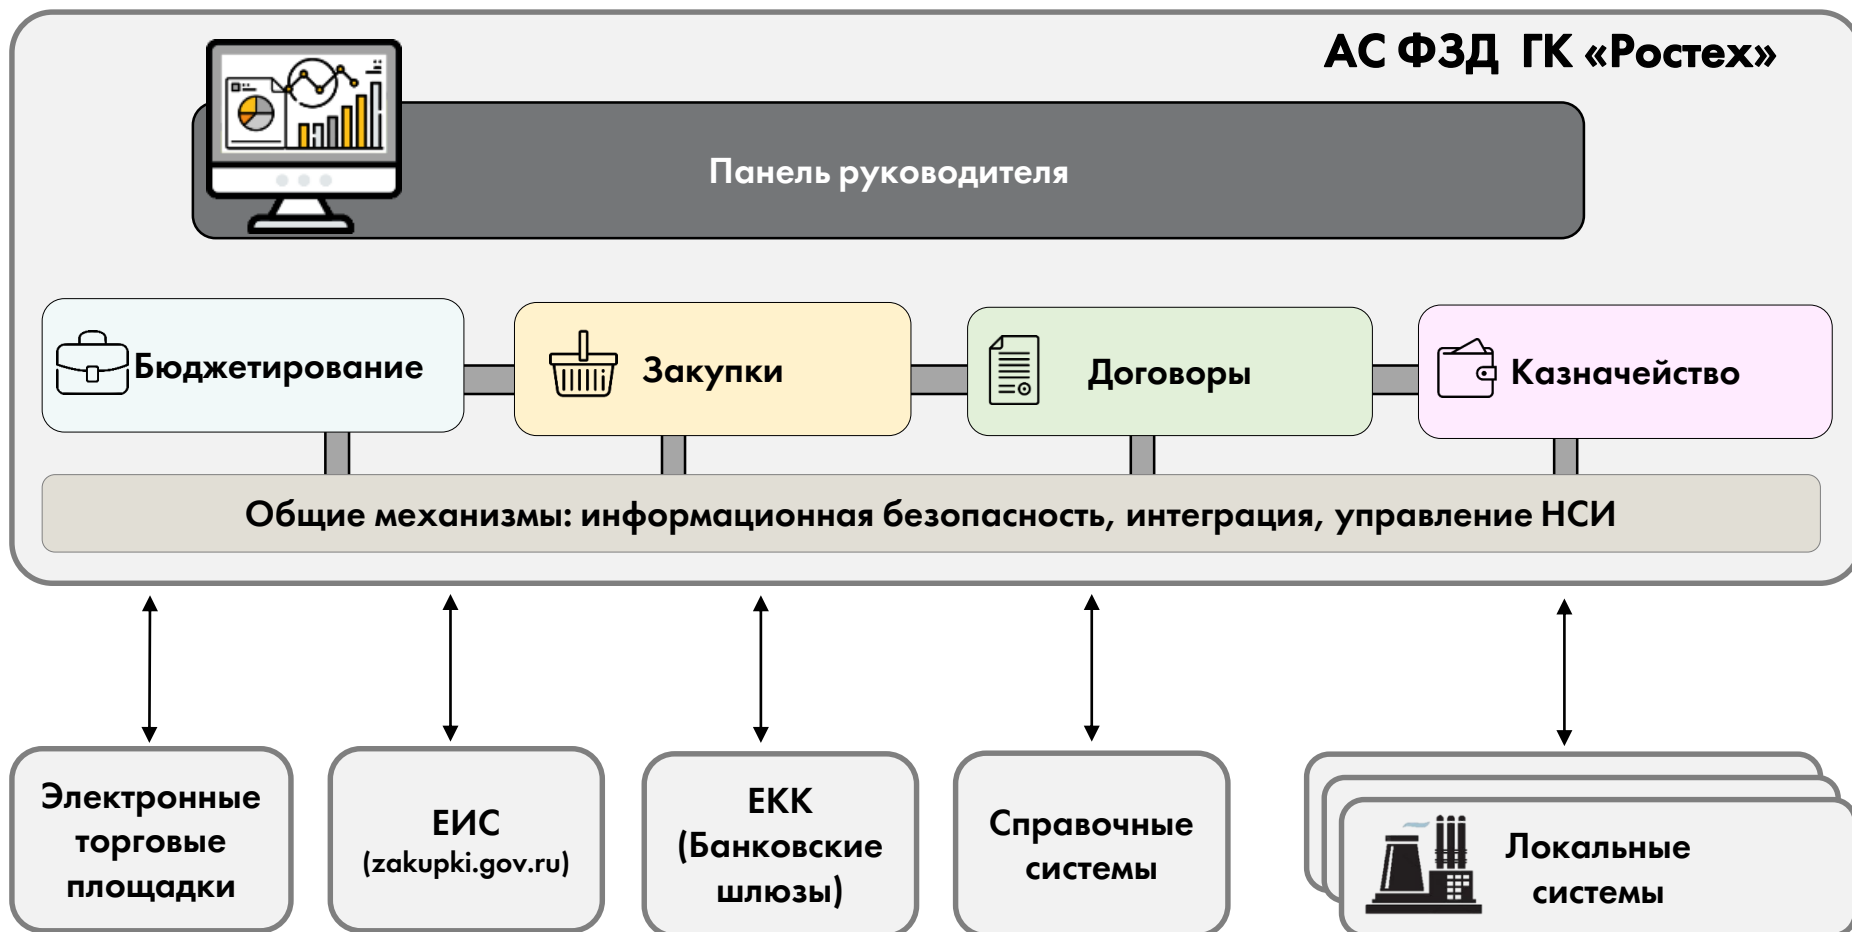 АС ФЗД ГК «Ростех»
Панель руководителя
Бюджетирование
Закупки
Договоры
Казначейство
Общие механизмы: информационная безопасность, интеграция, управление НСИ
Электронные
торговые
площадки
ЕИС
(zakupki.gov.ru)
ЕКК
(Банковские
шлюзы)
Справочные
системы
Локальные
системы